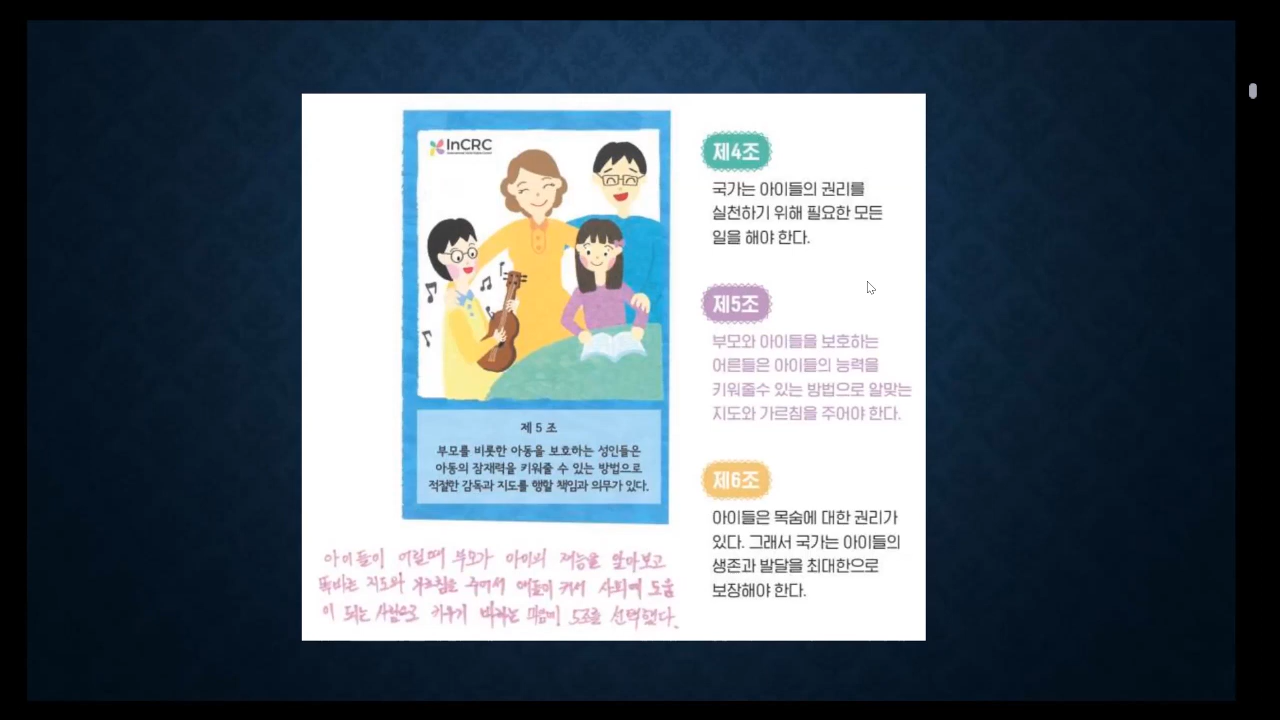 InCRC
제 5 조
부모를 비롯한 아동을 보호하는 성인들은
아동의 잠재력을 키워줄 수 있는 방법으로
적절한 감독과 지도를 행할 책임과 의무가 있다.
아이들이 어릴때 부모가 아이의 재능을 알아보고
똑바른 지도와 가르침을 주어서 애들이 커서 사회에 도움
이 되는 사람으로 키우기 바라는 마음에 5조를 선택했다.
제4조
국가는 아이들의 권리를
실천하기 위해 필요한 모든
일을 해야 한다.
제5조
부모와 아이들을 보호하는
어른들은 아이들의 능력을
키워줄수 있는 방법으로 알맞는
지도와 가르침을 주어야 한다.
제6조
아이들은 목숨에 대한 권리가
있다. 그래서 국가는 아이들의
생존과 발달을 최대한으로
보장해야 한다.